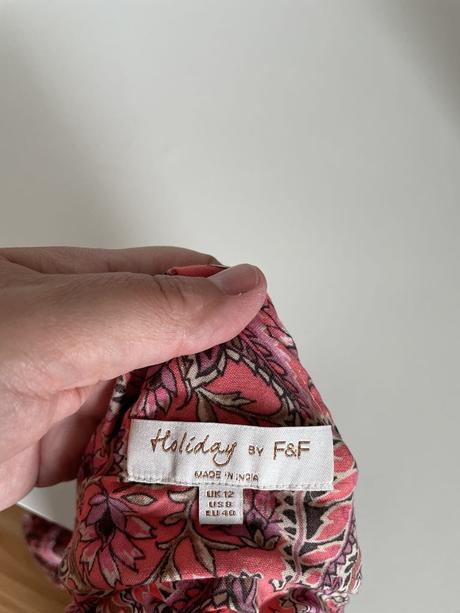 Holiday BY F&F
MADE IN INDIA
UK 12
US 8
EU 40